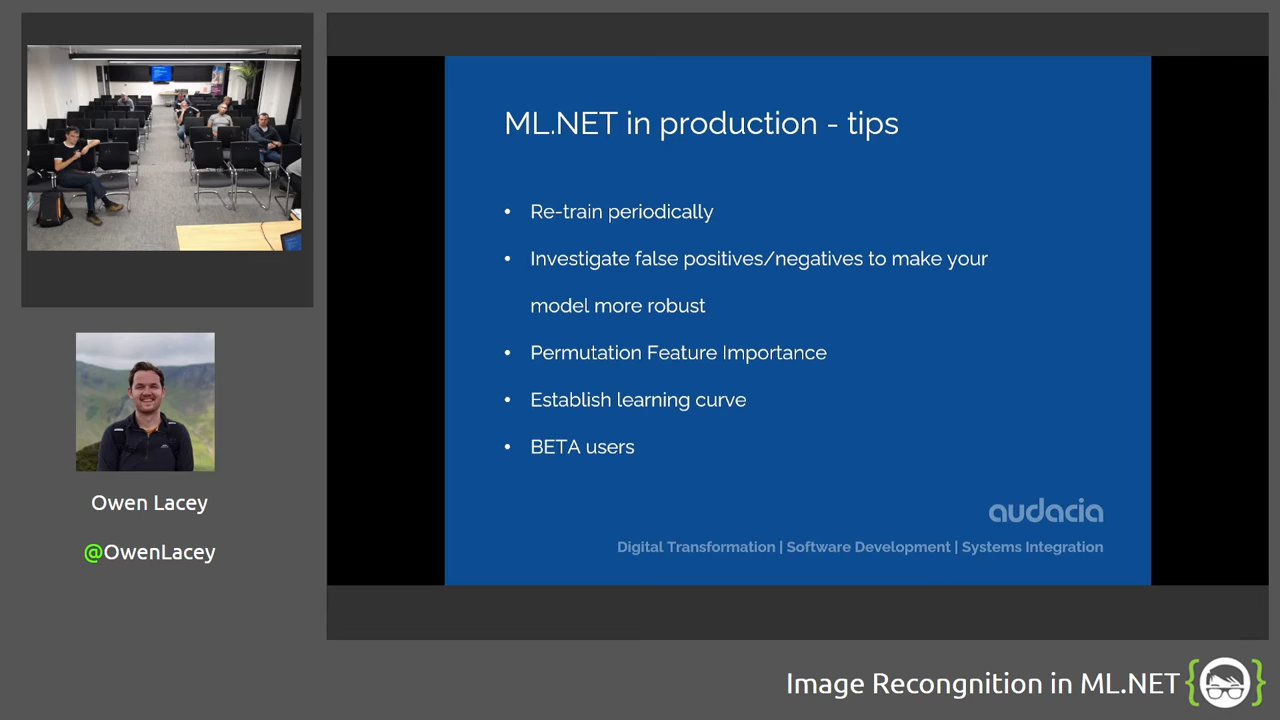 ML.NET in production - tips
• Re-train periodically
• Investigate false positives/negatives to make your
model more robust
• Permutation Feature Importance
• Establish learning curve
• BETA users
audacia
Digital Transformation | Software Development | Systems Integration
Owen Lacey
@OwenLacey
Image Recongnition in ML.NET